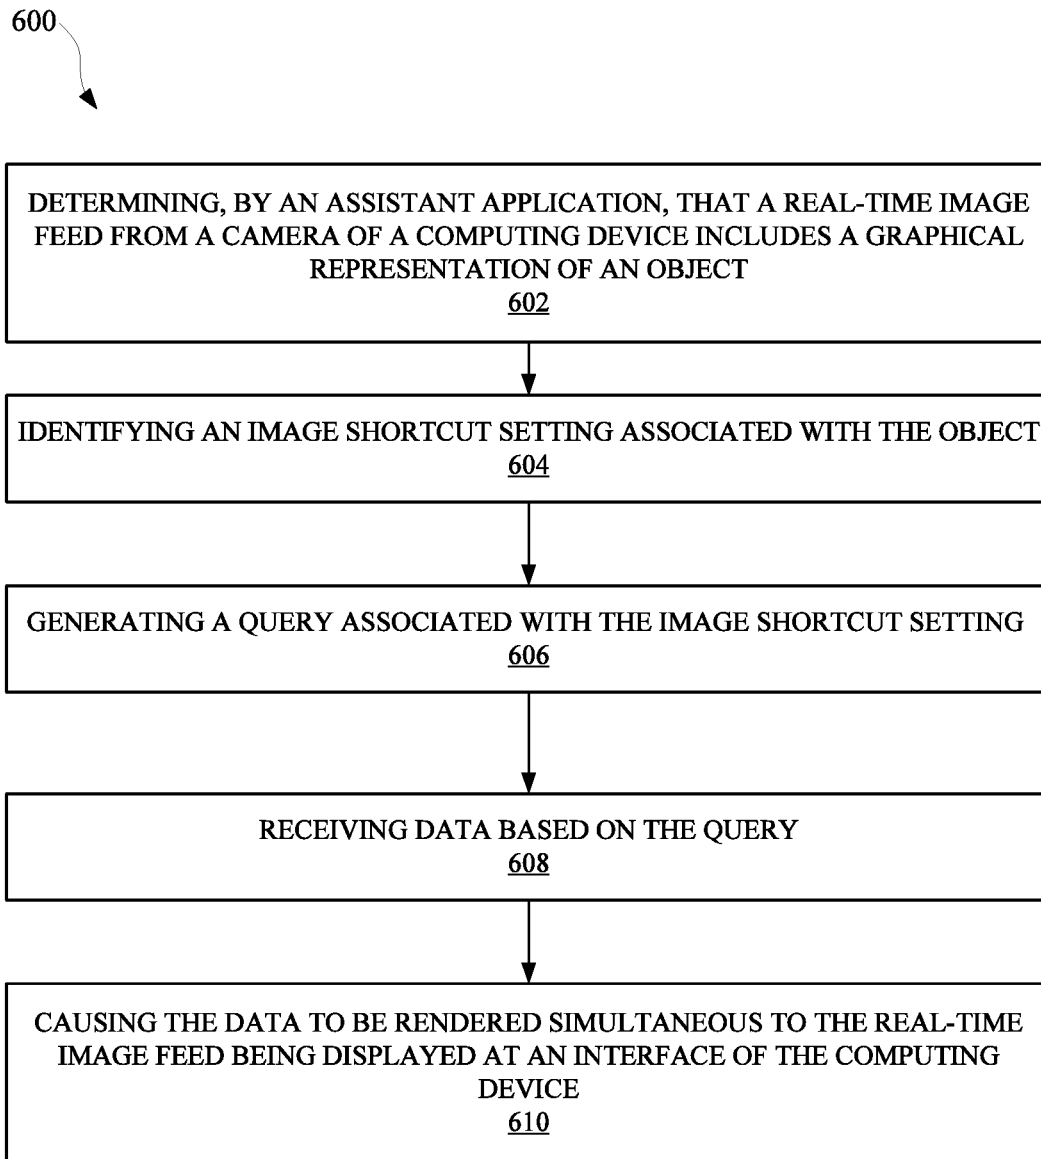 600
DETERMINING, BY AN ASSISTANT APPLICATION, THAT A REAL-TIME IMAGE
FEED FROM A CAMERA OF A COMPUTING DEVICE INCLUDES A GRAPHICAL
REPRESENTATION OF AN OBJECT
602
IDENTIFYING AN IMAGE SHORTCUT SETTING ASSOCIATED WITH THE OBJECT
604
GENERATING A QUERY ASSOCIATED WITH THE IMAGE SHORTCUT SETTING
606
RECEIVING DATA BASED ON THE QUERY
608
CAUSING THE DATA TO BE RENDERED SIMULTANEOUS TO THE REAL-TIME
IMAGE FEED BEING DISPLAYED AT AN INTERFACE OF THE COMPUTING
DEVICE
610